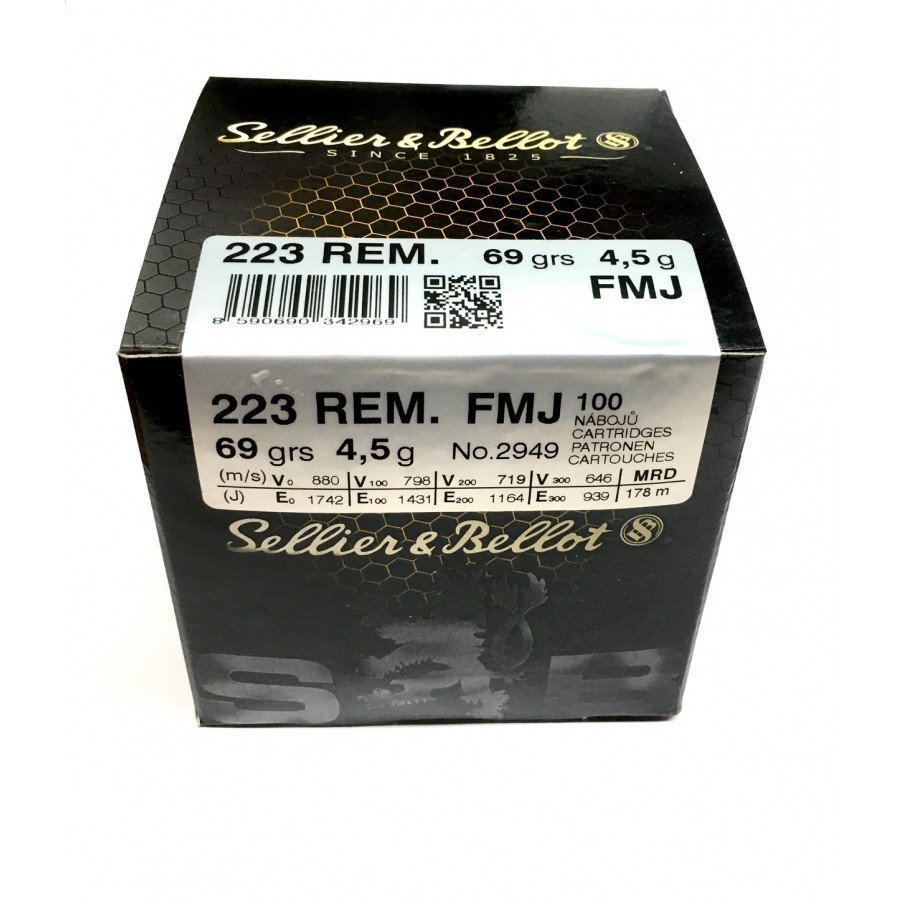 Sellier & Bellot SB
SINCE 1825
223 REM. 69 grs 4,5 g
FMJ
8 590690 342969
223 REM. FMJ 100
NÁBOJŮ
CARTRIDGES
69 grs 4,5 g No.2949 PATRONEN
CARTOUCHES
(m/s) V0 880 V100 798 V200 719 V300 646 MRD
(J) E0 1742 E100 1431 E200 1164 E300 939 178 m
Sellier & Bellot SB
S&B